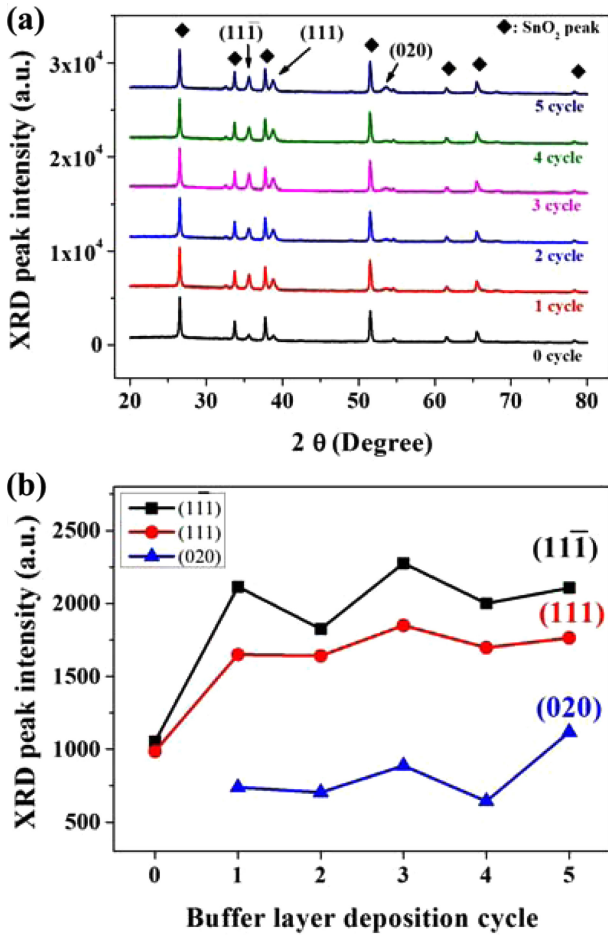 (a)
(111̅)
(111)
◆: SnO₂ peak
(020)
3x10⁴
2x10⁴
1x10⁴
0
XRD peak intensity (a.u.)
5 cycle
4 cycle
3 cycle
2 cycle
1 cycle
0 cycle
20 30 40 50 60 70 80
2 θ (Degree)
(b)
(111)
(111)
(020)
2500
2250
2000
1750
1500
1000
500
XRD peak intensity (a.u.)
(111̅)
(111)
(020)
0 1 2 3 4 5
Buffer layer deposition cycle